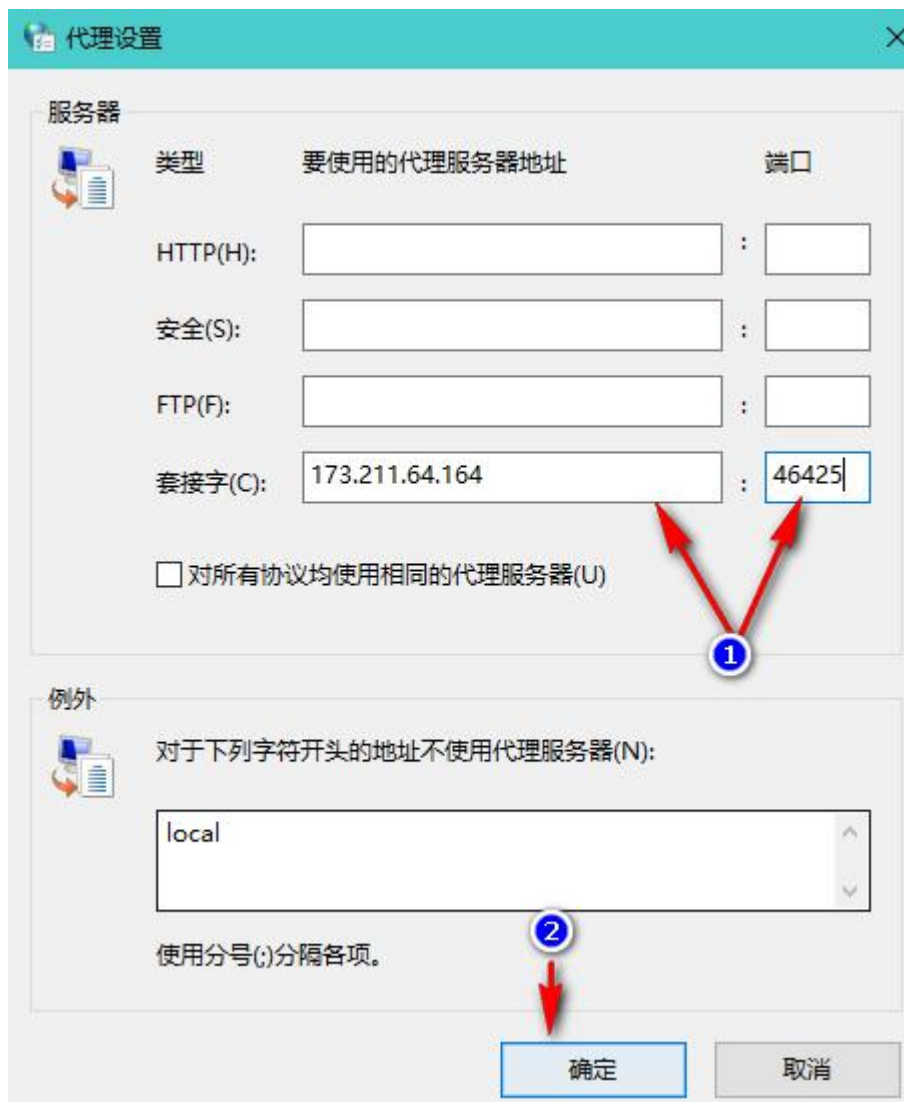 代理设置
服务器
类型 要使用的代理服务器地址 端口
HTTP(H): :
安全(S): :
FTP(F): :
套接字(C): 173.211.64.164 : 46425
对所有协议均使用相同的代理服务器(U)
1
例外
对于下列字符开头的地址不使用代理服务器(N):
local
2
使用分号(;)分隔各项。
确定 取消